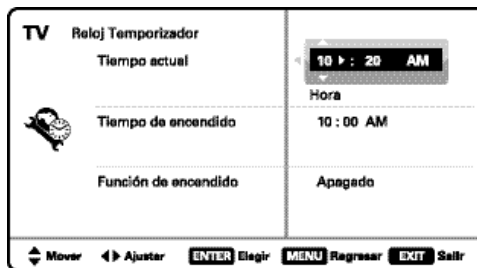 TV Reloj Temporizador
Tiempo actual 10 : 20 AM
Hora
Tiempo de encendido 10 : 00 AM
Función de encendido Apagado
Mover Ajustar ENTER Elegir MENU Regresar EXIT Salir